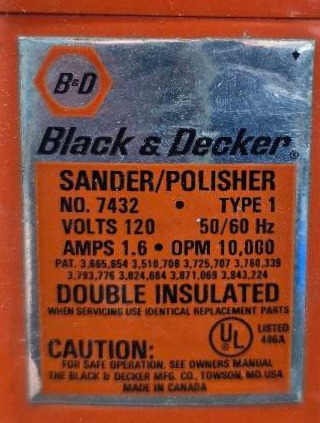 B&D
Black & Decker®
SANDER/POLISHER
NO. 7432 • TYPE 1
VOLTS 120 50/60 Hz
AMPS 1.6 • OPM 10,000
PAT. 3,665,654 3,510,706 3,725,707 3,760,339
3,793,776 3,824,684 3,871,069 3,843,224
DOUBLE INSULATED
WHEN SERVICING USE IDENTICAL REPLACEMENT PARTS
UL LISTED
406A
CAUTION:
FOR SAFE OPERATION, SEE OWNERS MANUAL
THE BLACK & DECKER MFG. CO., TOWSON, MD. USA
MADE IN CANADA